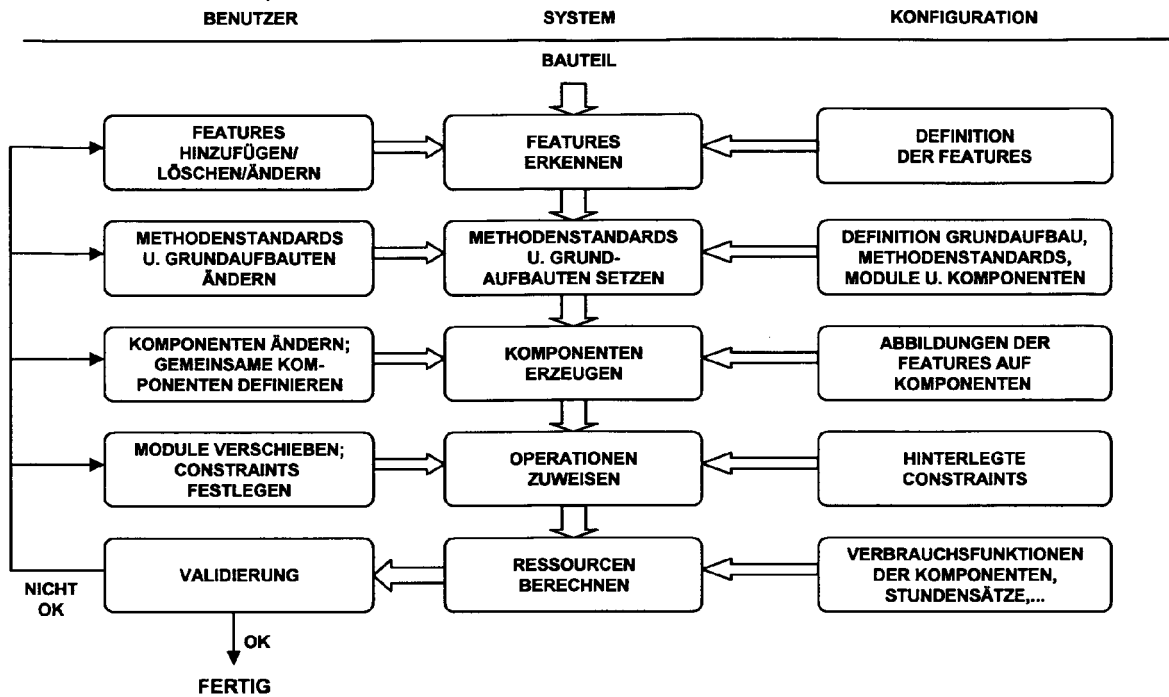 BENUTZER
SYSTEM
KONFIGURATION
BAUTEIL
FEATURES
HINZUFÜGEN/
LÖSCHEN/ÄNDERN
FEATURES
ERKENNEN
DEFINITION
DER FEATURES
METHODENSTANDARDS
U. GRUNDAUFBAUTEN
ÄNDERN
METHODENSTANDARDS
U. GRUND-
AUFBAUTEN SETZEN
DEFINITION GRUNDAUFBAU,
METHODENSTANDARDS,
MODULE U. KOMPONENTEN
KOMPONENTEN ÄNDERN;
GEMEINSAME KOM-
PONENTEN DEFINIEREN
KOMPONENTEN
ERZEUGEN
ABBILDUNGEN DER
FEATURES AUF
KOMPONENTEN
MODULE VERSCHIEBEN;
CONSTRAINTS
FESTLEGEN
OPERATIONEN
ZUWEISEN
HINTERLEGTE
CONSTRAINTS
NICHT
OK
VALIDIERUNG
RESSOURCEN
BERECHNEN
VERBRAUCHSFUNKTIONEN
DER KOMPONENTEN,
STUNDENSÄTZE,...
OK
FERTIG